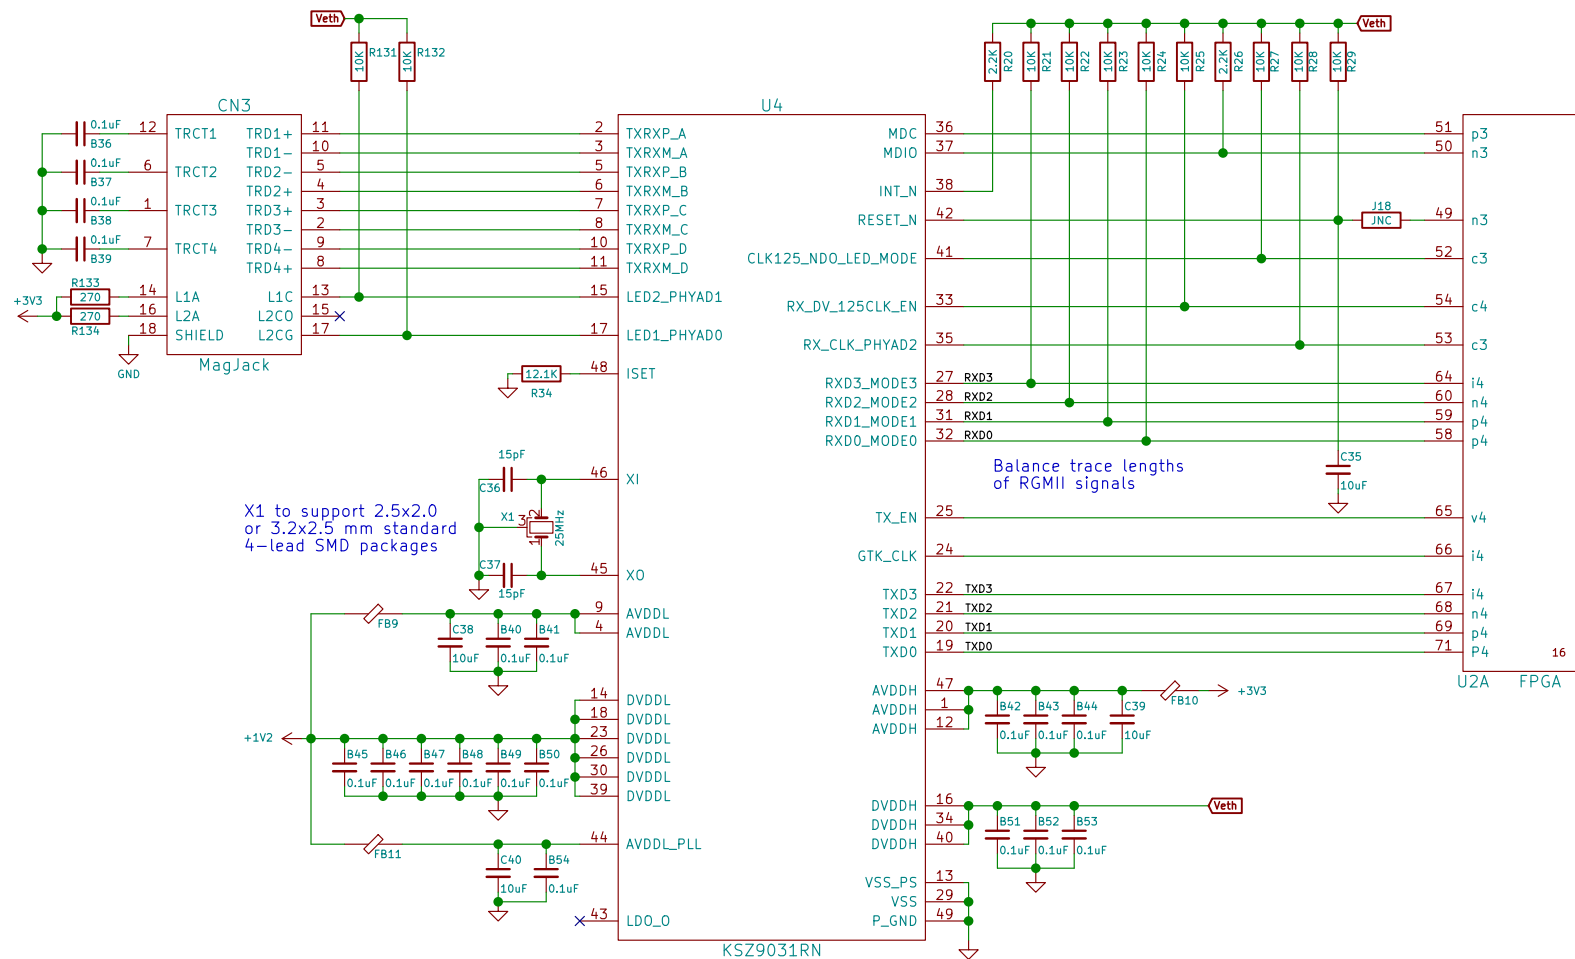 Veth
R131
10K
R132
10K
CN3
12 TRCT1
6 TRCT2
1 TRCT3
7 TRCT4
14 L1A
16 L2A
18 SHIELD
TRD1+ 11
TRD1- 10
TRD2- 5
TRD2+ 4
TRD3+ 3
TRD3- 2
TRD4- 9
TRD4+ 8
L1C 13
L2CO 15
L2CG 17
MagJack
0.1uF
B36
0.1uF
B37
0.1uF
B38
0.1uF
B39
R133
270
+3V3
270
R134
GND
U4
2 TXRXP_A
3 TXRXM_A
5 TXRXP_B
6 TXRXM_B
7 TXRXP_C
8 TXRXM_C
10 TXRXP_D
11 TXRXM_D
15 LED2_PHYAD1
17 LED1_PHYAD0
48 ISET
46 XI
45 XO
9 AVDDL
4 AVDDL
14 DVDDL
18 DVDDL
23 DVDDL
26 DVDDL
30 DVDDL
39 DVDDL
44 AVDDL_PLL
43 LDO_O
MDC 36
MDIO 37
INT_N 38
RESET_N 42
CLK125_NDO_LED_MODE 41
RX_DV_125CLK_EN 33
RX_CLK_PHYAD2 35
RXD3_MODE3 27 RXD3
RXD2_MODE2 28 RXD2
RXD1_MODE1 31 RXD1
RXD0_MODE0 32 RXD0
TX_EN 25
GTK_CLK 24
TXD3 22 TXD3
TXD2 21 TXD2
TXD1 20 TXD1
TXD0 19 TXD0
AVDDH 47
AVDDH 1
AVDDH 12
DVDDH 16
DVDDH 34
DVDDH 40
VSS_PS 13
VSS 29
P_GND 49
KSZ9031RN
12.1K
R34
15pF
C36
X1
3
2
1
25MHz
C37
15pF
X1 to support 2.5x2.0
or 3.2x2.5 mm standard
4-lead SMD packages
FB9
C38
10uF
B40
0.1uF
B41
0.1uF
+1V2
B45
0.1uF
B46
0.1uF
B47
0.1uF
B48
0.1uF
B49
0.1uF
B50
0.1uF
FB11
C40
10uF
B54
0.1uF
2.2K
R20
10K
R21
10K
R22
10K
R23
10K
R24
10K
R25
2.2K
R26
10K
R27
10K
R28
10K
R29
Veth
J18
JNC
Balance trace lengths
of RGMII signals
C35
10uF
51 p3
50 n3
49 n3
52 c3
54 c4
53 c3
64 i4
60 n4
59 p4
58 p4
65 v4
66 i4
67 i4
68 n4
69 p4
71 P4
16
U2A
FPGA
B42
0.1uF
B43
0.1uF
B44
0.1uF
C39
10uF
FB10
+3V3
Veth
B51
0.1uF
B52
0.1uF
B53
0.1uF